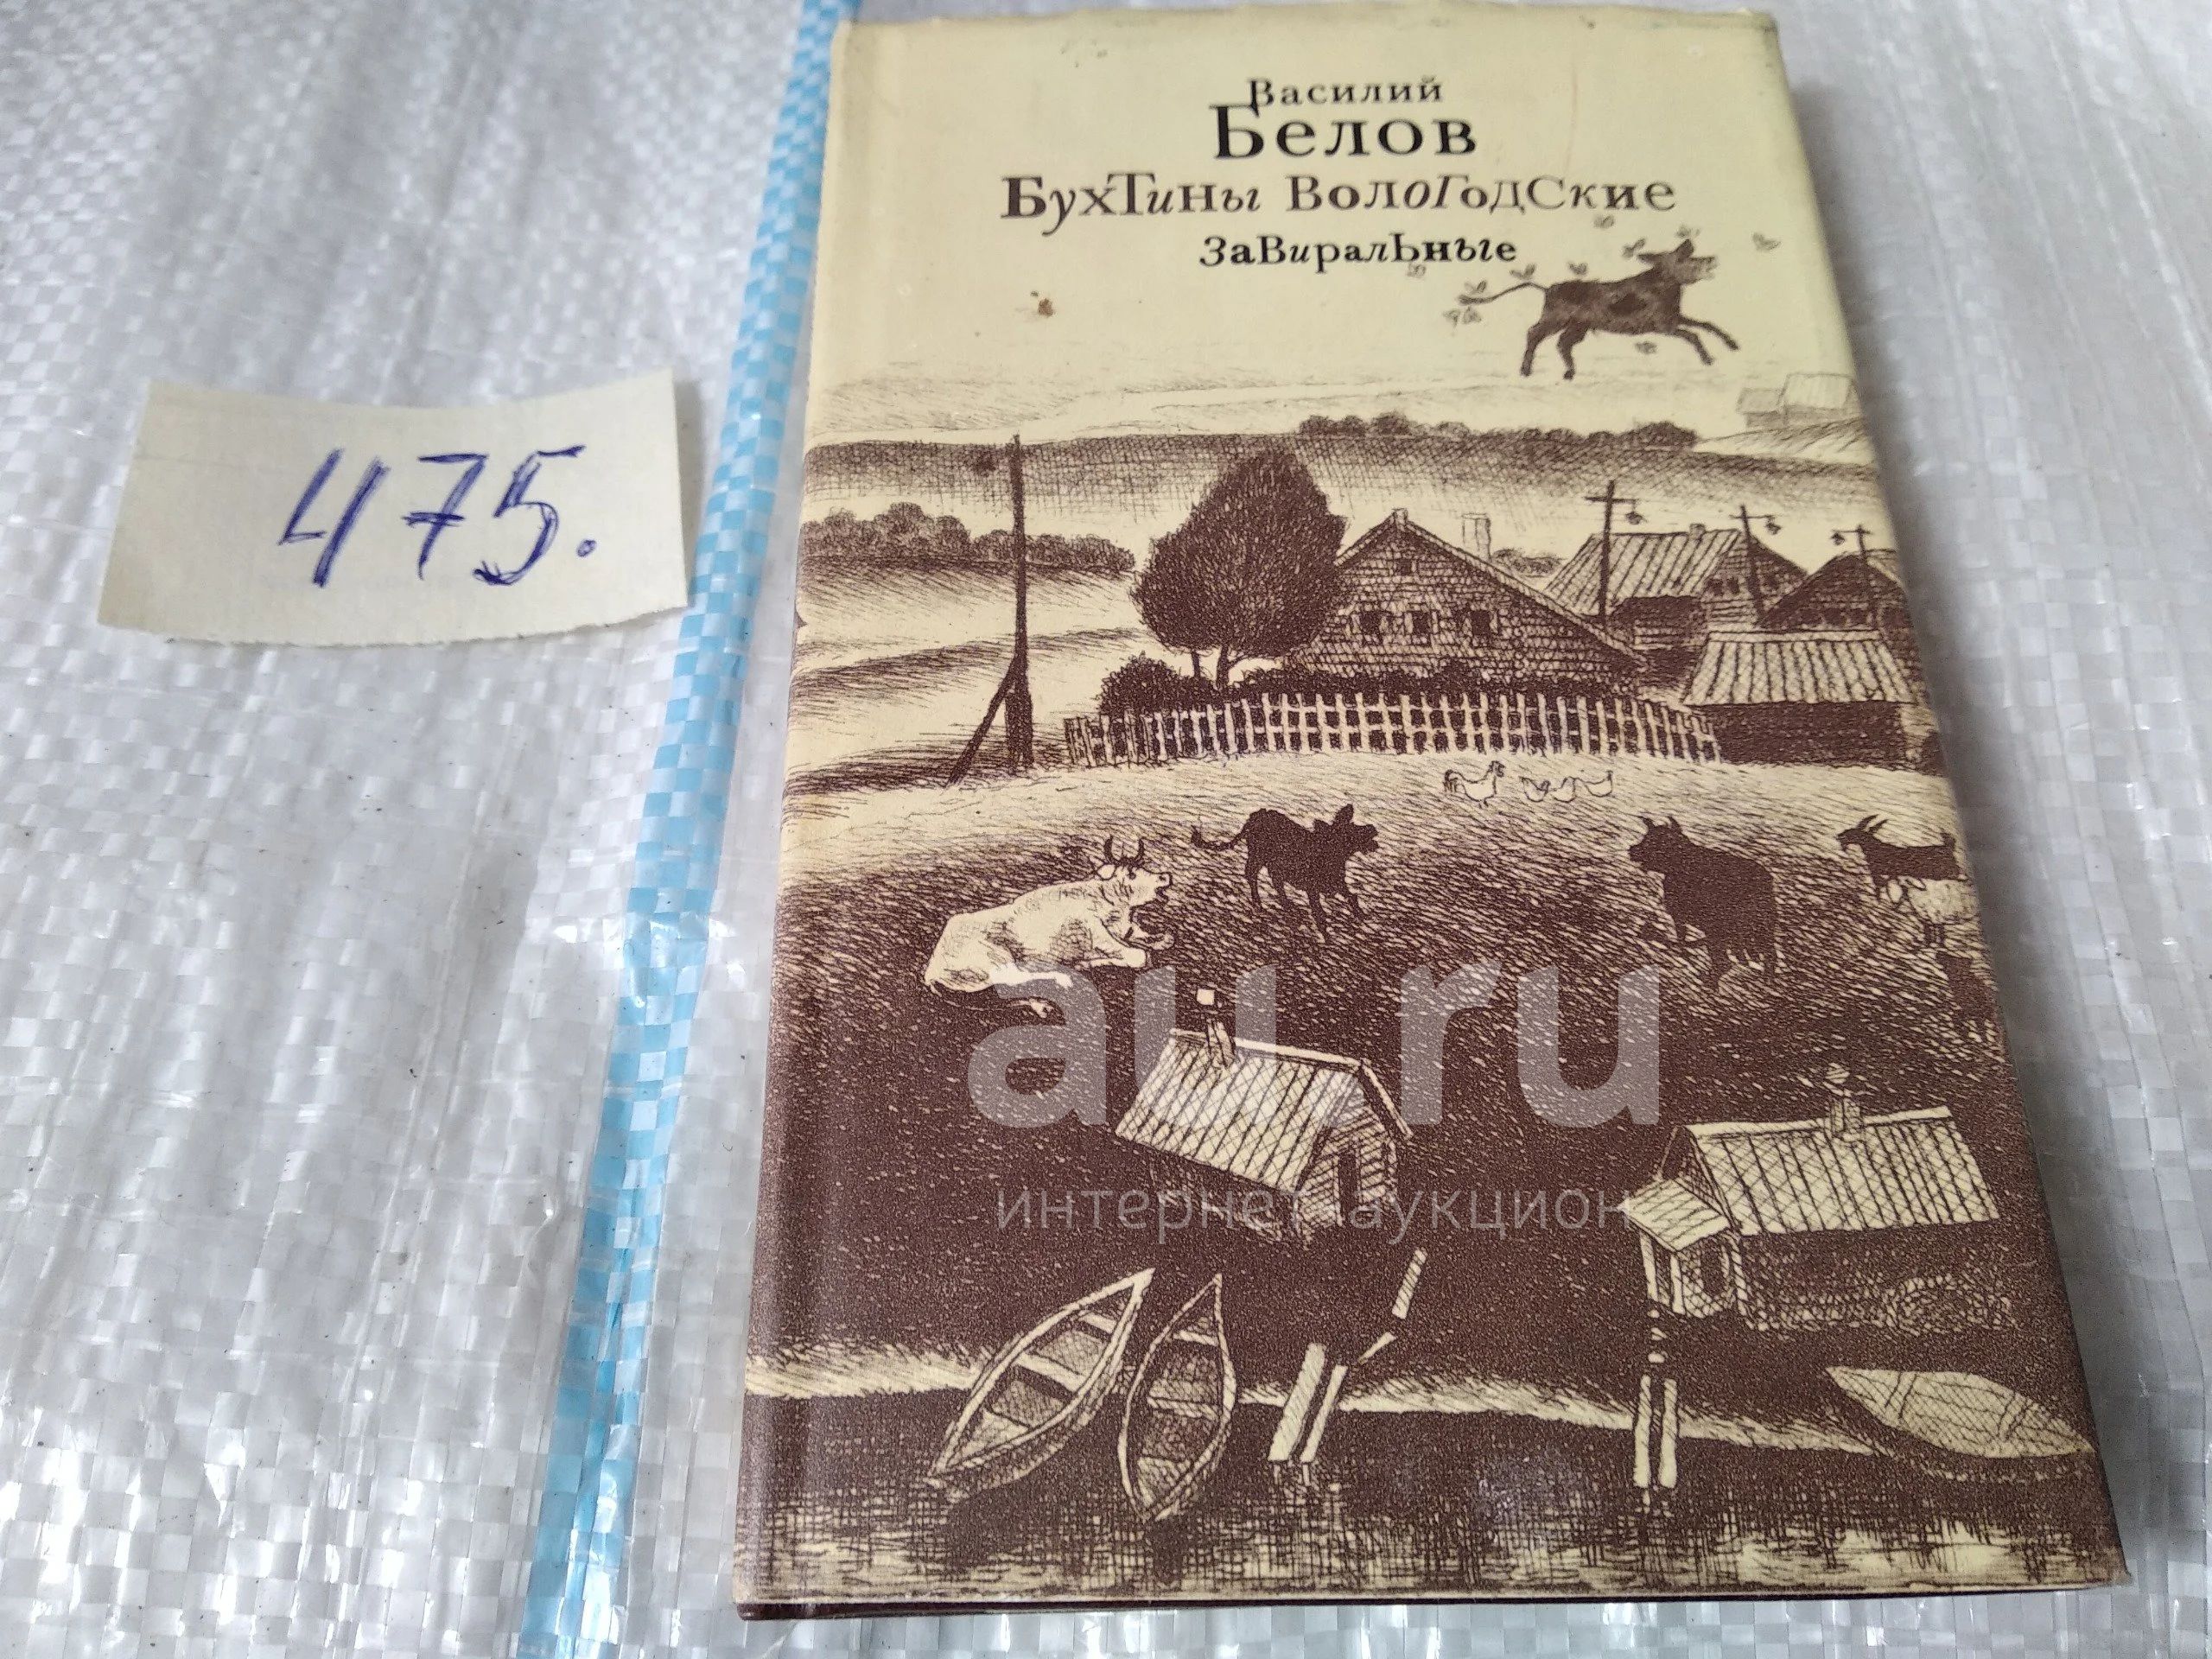 Василий
Белов
БухТины ВолоГодСкие
ЗаВиралЬные
475.
au.ru
интернет-аукцион